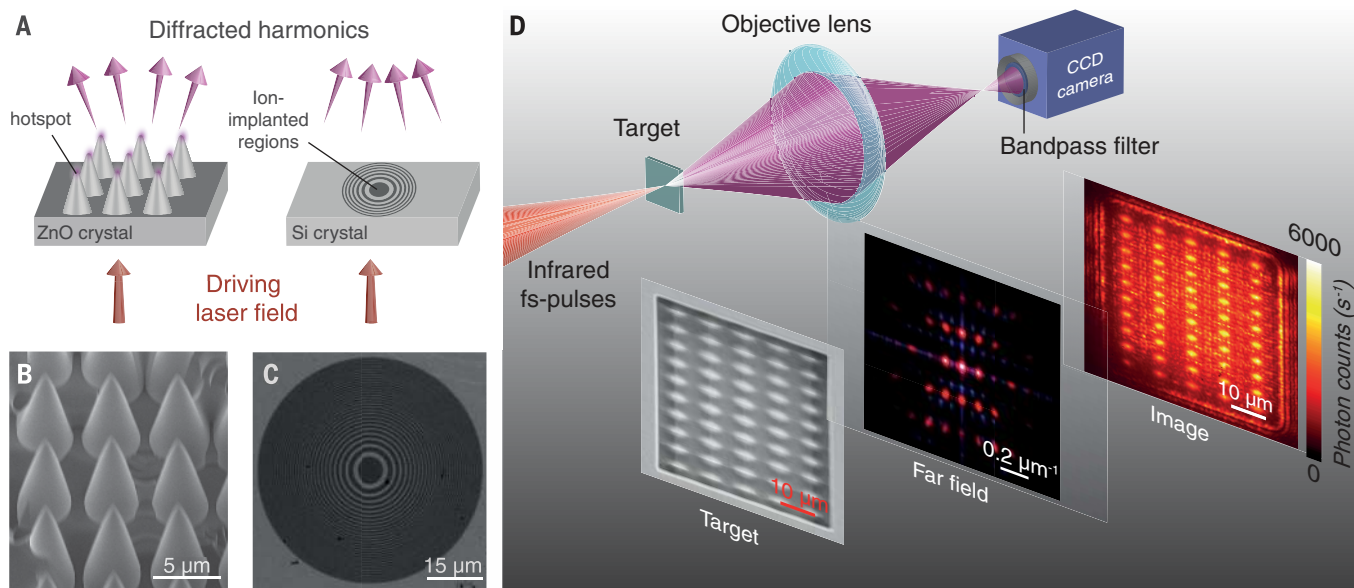 A
Diffracted harmonics
hotspot
Ion-
implanted
regions
ZnO crystal
Si crystal
Driving
laser field
B
5 µm
C
15 µm
D
Objective lens
CCD
camera
Target
Bandpass filter
Infrared
fs-pulses
10 µm
Target
0.2 µm⁻¹
Far field
10 µm
Image
6000
Photon counts (s⁻¹)
0